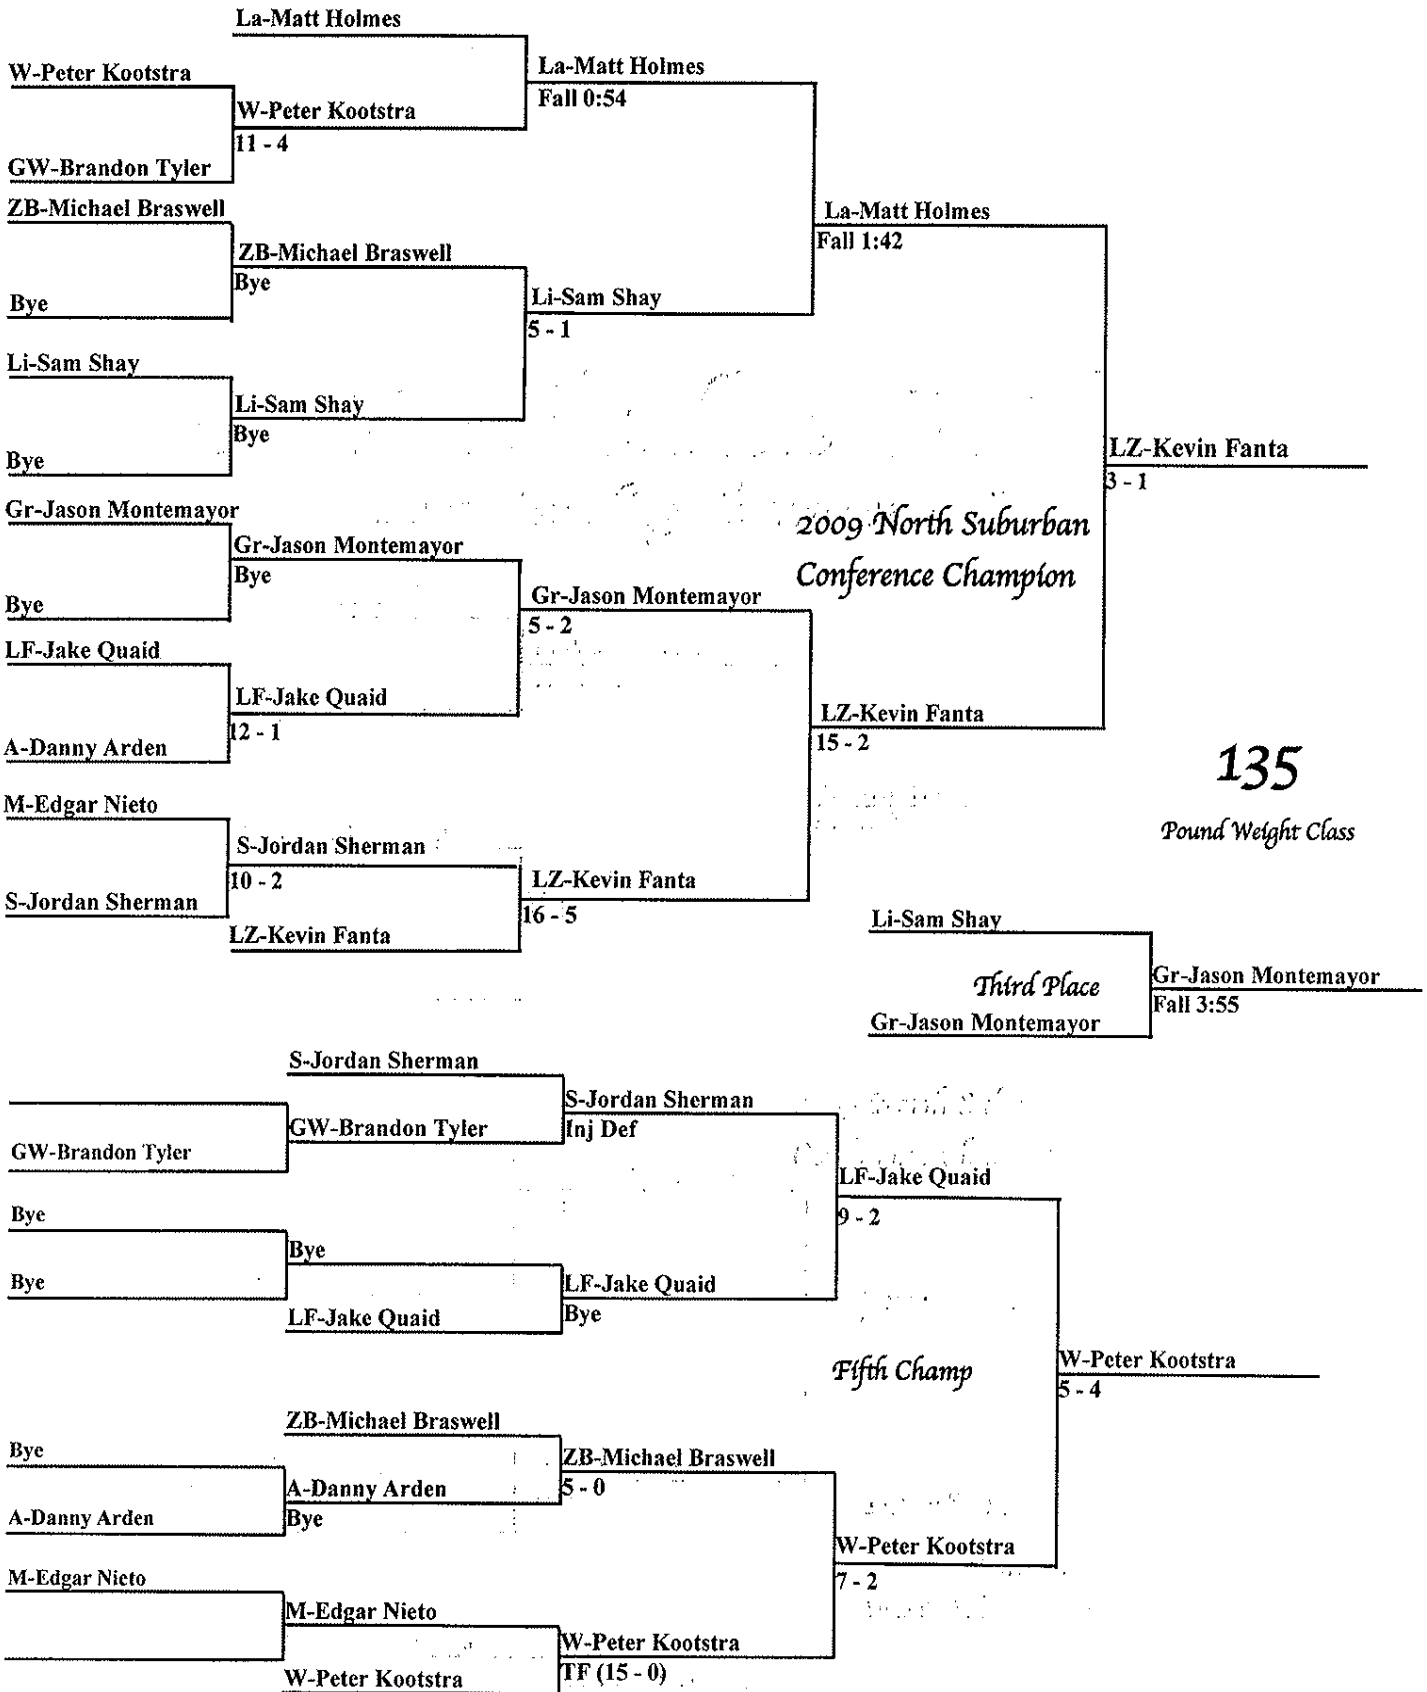 La-Matt Holmes
W-Peter Kootstra
La-Matt Holmes
Fall 0:54
W-Peter Kootstra
11 - 4
GW-Brandon Tyler
ZB-Michael Braswell
La-Matt Holmes
Fall 1:42
ZB-Michael Braswell
Bye
Bye
Li-Sam Shay
5 - 1
Li-Sam Shay
Li-Sam Shay
Bye
Bye
LZ-Kevin Fanta
3 - 1
Gr-Jason Montemayor
2009 North Suburban
Conference Champion
Gr-Jason Montemayor
Bye
Bye
Gr-Jason Montemayor
5 - 2
LF-Jake Quaid
LF-Jake Quaid
12 - 1
LZ-Kevin Fanta
15 - 2
A-Danny Arden
135
Pound Weight Class
M-Edgar Nieto
S-Jordan Sherman
10 - 2
LZ-Kevin Fanta
16 - 5
S-Jordan Sherman
LZ-Kevin Fanta
Li-Sam Shay
Third Place
Gr-Jason Montemayor
Fall 3:55
Gr-Jason Montemayor
S-Jordan Sherman
S-Jordan Sherman
Inj Def
GW-Brandon Tyler
GW-Brandon Tyler
LF-Jake Quaid
9 - 2
Bye
Bye
Bye
LF-Jake Quaid
Bye
LF-Jake Quaid
Fifth Champ
W-Peter Kootstra
5 - 4
ZB-Michael Braswell
Bye
ZB-Michael Braswell
5 - 0
A-Danny Arden
Bye
A-Danny Arden
W-Peter Kootstra
7 - 2
M-Edgar Nieto
M-Edgar Nieto
W-Peter Kootstra
TF (15 - 0)
W-Peter Kootstra